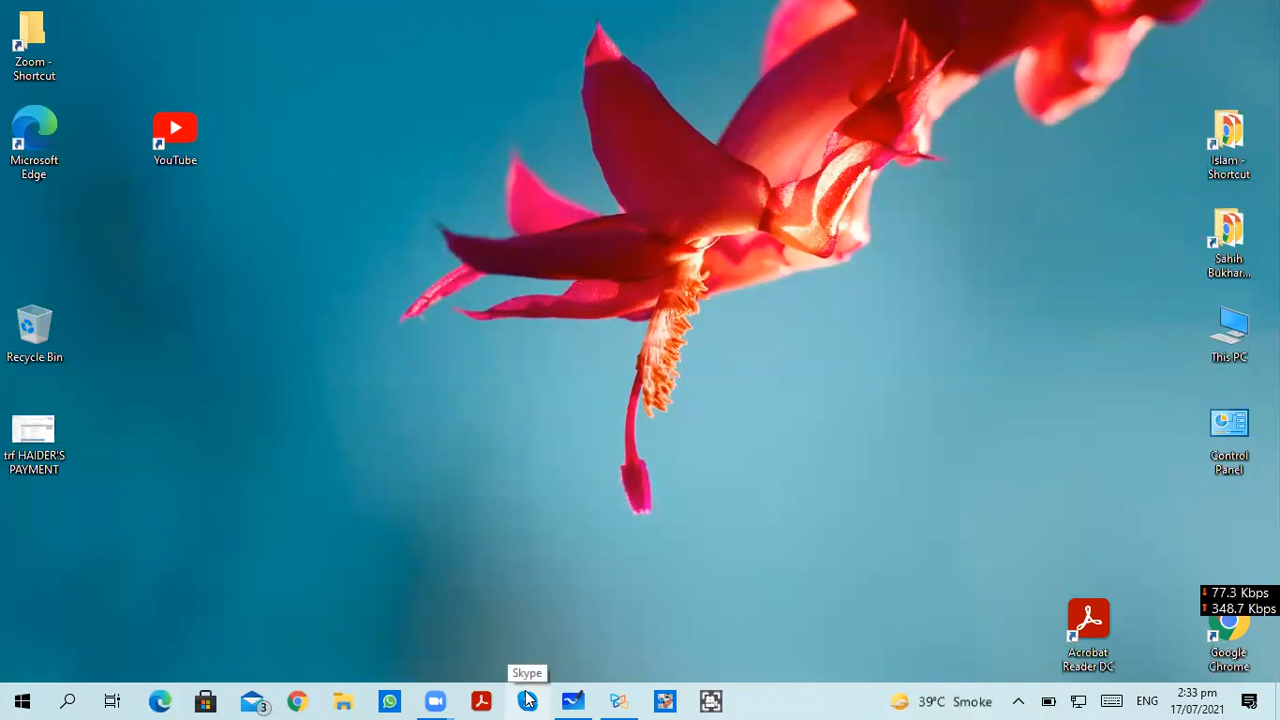 Zoom -
Shortcut
Microsoft
Edge
YouTube
Recycle Bin
trf HAIDER'S
PAYMENT
Islam -
Shortcut
Sahih
Bukhar...
This PC
Control
Panel
77.3 Kbps
348.7 Kbps
Acrobat
Reader DC
Google
Chrome
Skype
3
39°C Smoke
ENG
2:33 pm
17/07/2021